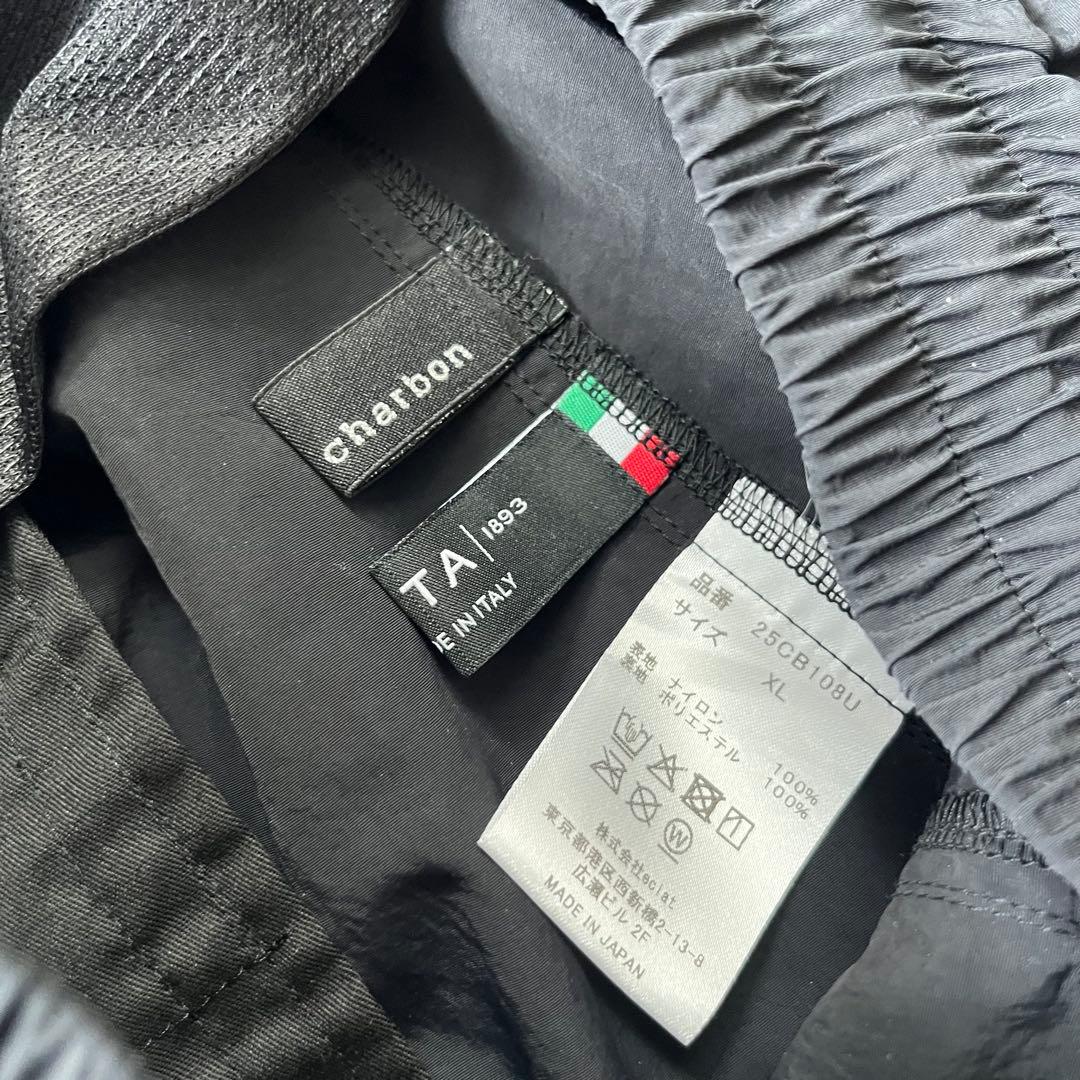 charbon
TA/1893
DE IN ITALY
品番 25CB108U
サイズ XL
表地 ナイロン 100%
裏地 ポリエステル 100%
W
株式会社eclat
東京都港区西新橋2-13-8
広瀬ビル 2F
MADE IN JAPAN